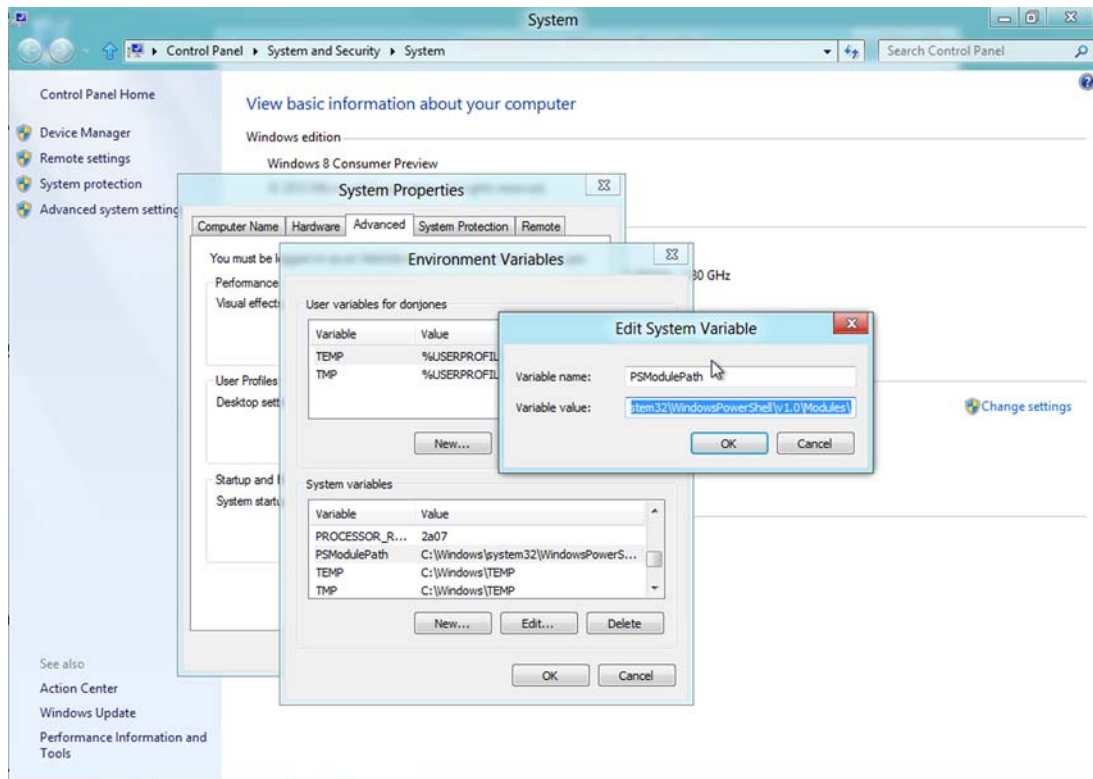 System
Control Panel ▸ System and Security ▸ System
Search Control Panel
Control Panel Home
Device Manager
Remote settings
System protection
Advanced system setting
See also
Action Center
Windows Update
Performance Information and
Tools
View basic information about your computer
Windows edition
Windows 8 Consumer Preview
30 GHz
Change settings
System Properties
Computer Name Hardware Advanced System Protection Remote
You must be l
Performance
Visual effect
User Profiles
Desktop sett
Startup and
System start
Environment Variables
User variables for donjones
Variable Value
TEMP %USERPROFIL
TMP %USERPROFIL
New...
System variables
Variable Value
PROCESSOR_R... 2a07
PSModulePath C:\Windows\system32\WindowsPowerS...
TEMP C:\Windows\TEMP
TMP C:\Windows\TEMP
New... Edit... Delete
OK Cancel
Edit System Variable
Variable name: PSModulePath
Variable value: stem32\WindowsPowerShell\v1.0\Modules\
OK Cancel